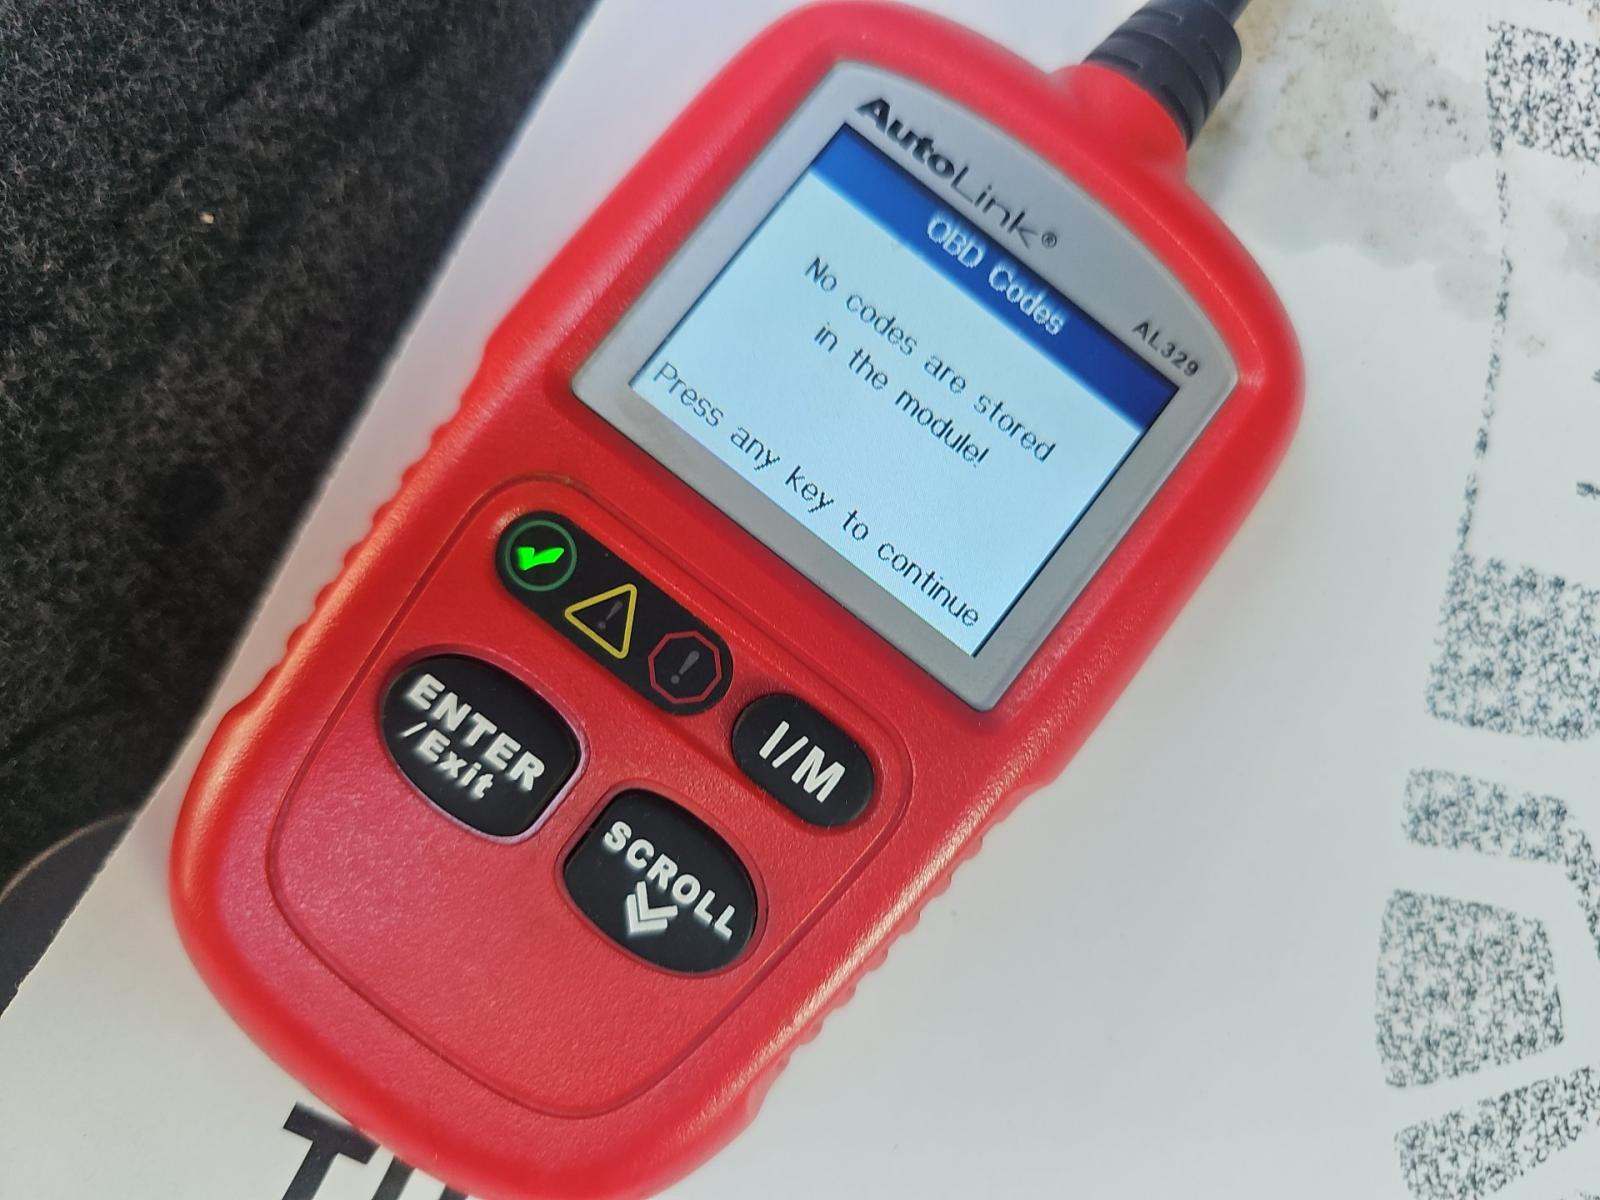 AutoLink®
AL329
OBD Codes
No codes are stored
in the module!
Press any key to continue
I/M
ENTER
/Exit
SCROLL